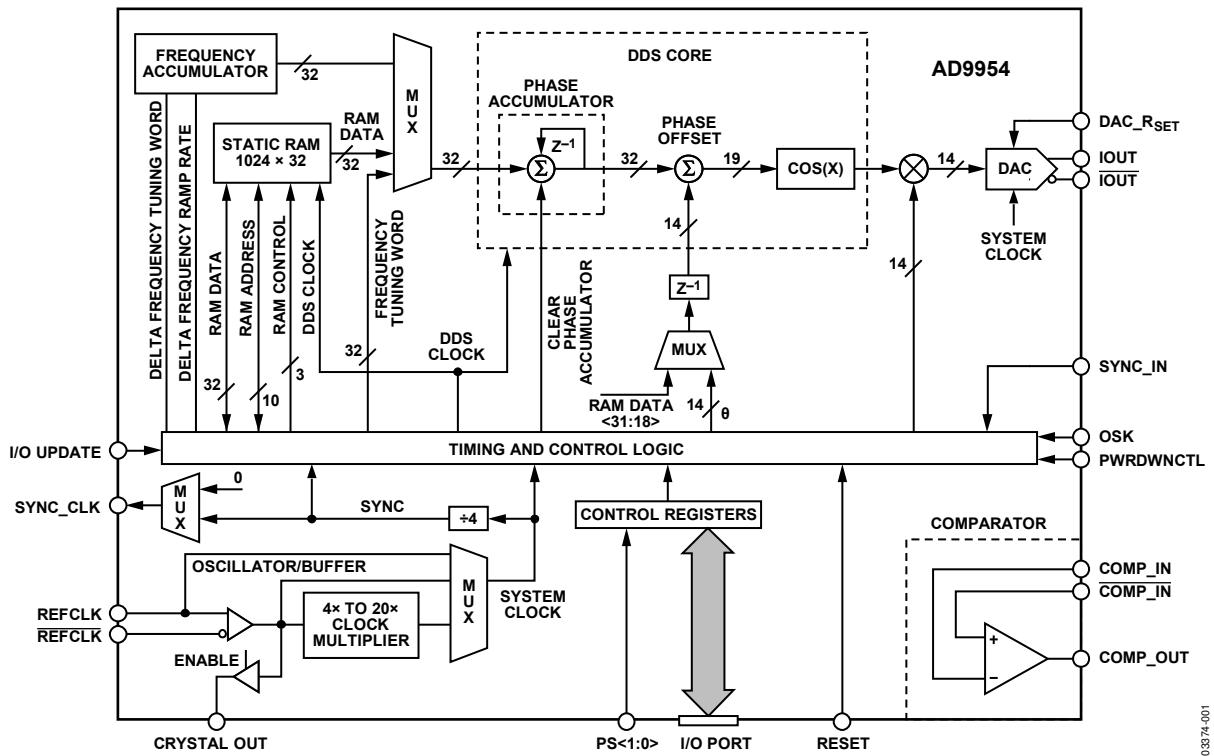 FREQUENCY
ACCUMULATOR
32
MUX
DDS CORE
AD9954
PHASE
ACCUMULATOR
Z–1
Σ
32
32
PHASE
OFFSET
Σ
19
COS(X)
14
DAC
DAC_RSET
IOUT
IOUT
SYSTEM
CLOCK
STATIC RAM
1024 × 32
RAM
DATA
32
DELTA FREQUENCY TUNING WORD
DELTA FREQUENCY RAMP RATE
RAM DATA
32
RAM ADDRESS
10
RAM CONTROL
3
DDS CLOCK
FREQUENCY
TUNING WORD
32
DDS
CLOCK
CLEAR
PHASE
ACCUMULATOR
14
Z–1
MUX
RAM DATA
<31:18>
14
θ
14
SYNC_IN
I/O UPDATE
TIMING AND CONTROL LOGIC
OSK
PWRDWNCTL
SYNC_CLK
MUX
0
SYNC
÷4
CONTROL REGISTERS
COMPARATOR
OSCILLATOR/BUFFER
MUX
SYSTEM
CLOCK
REFCLK
REFCLK
4× TO 20×
CLOCK
MULTIPLIER
ENABLE
COMP_IN
COMP_IN
+
–
COMP_OUT
CRYSTAL OUT
PS<1:0>
I/O PORT
RESET
03374-001